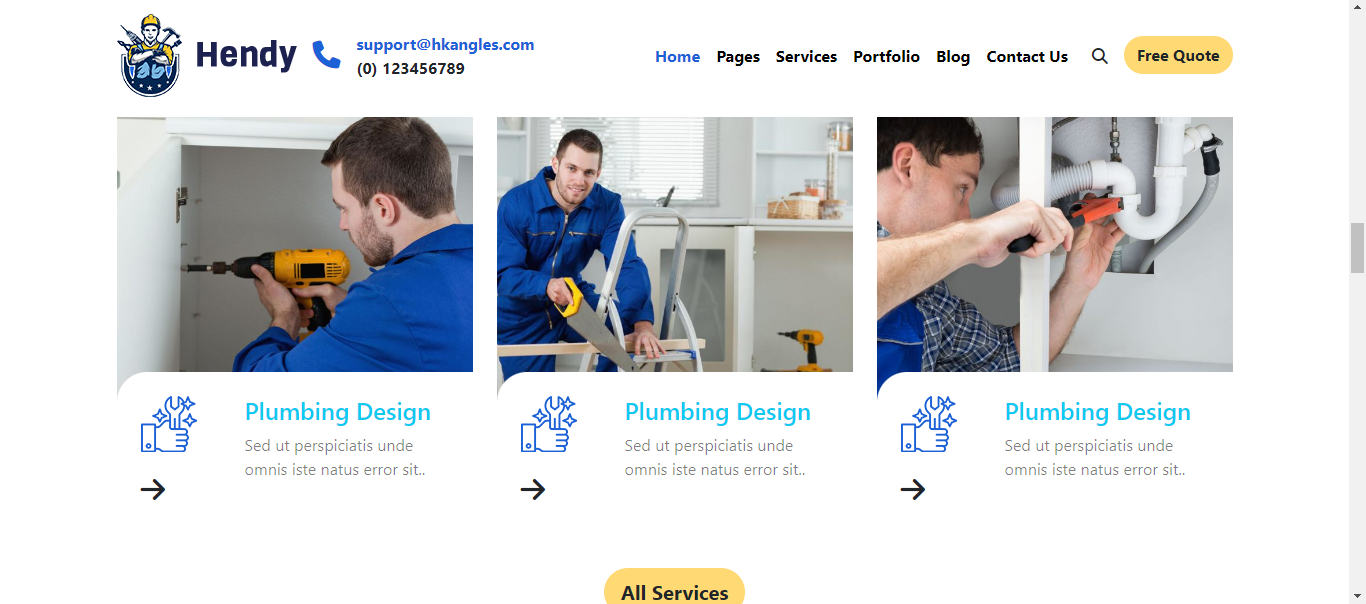 Hendy
support@hkangles.com
(0) 123456789
Home Pages Services Portfolio Blog Contact Us Free Quote
Plumbing Design
Sed ut perspiciatis unde
omnis iste natus error sit..
Plumbing Design
Sed ut perspiciatis unde
omnis iste natus error sit..
Plumbing Design
Sed ut perspiciatis unde
omnis iste natus error sit..
All Services